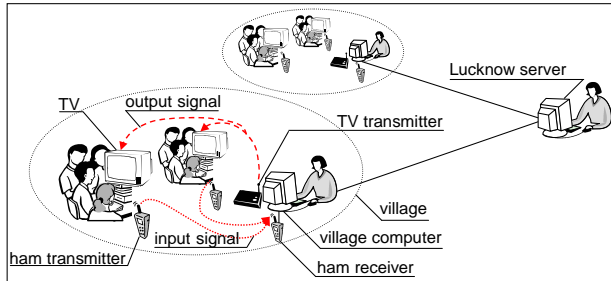 Lucknow server
TV
output signal
TV transmitter
village
village computer
ham transmitter
input signal
ham receiver